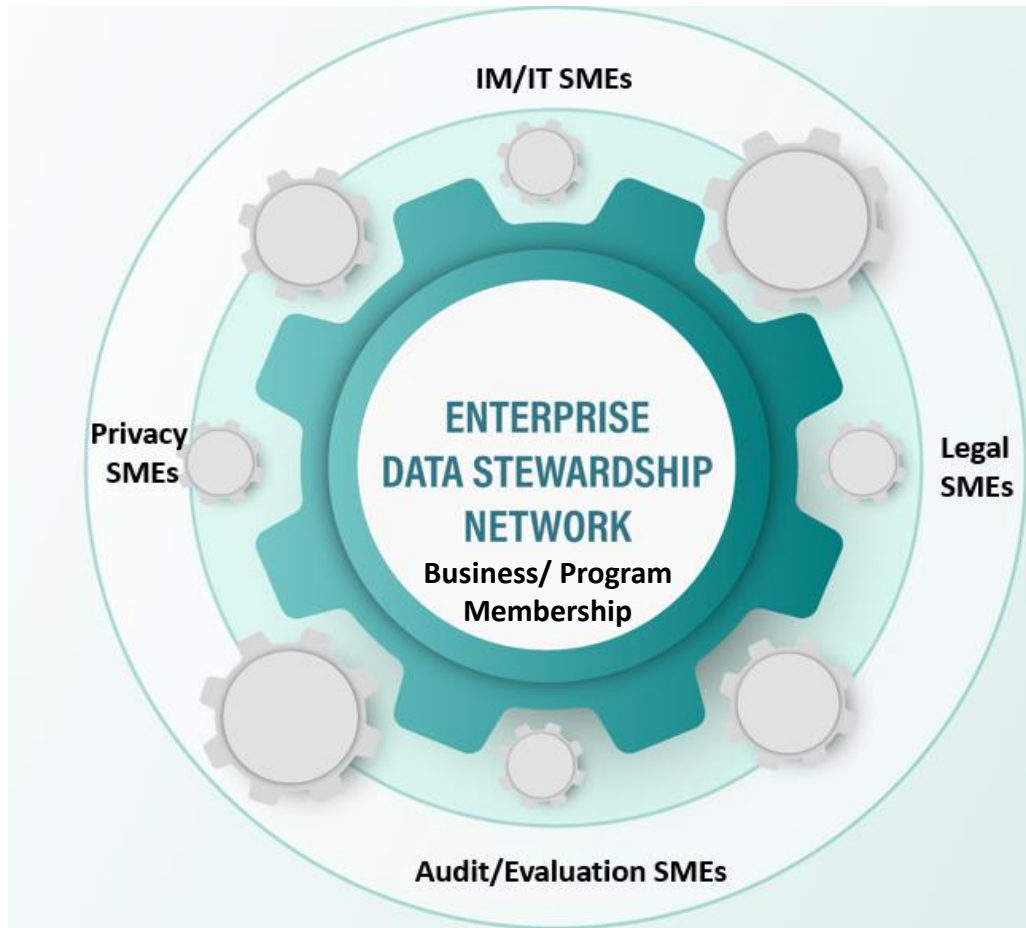 IM/IT SMEs
Privacy
SMEs
ENTERPRISE
DATA STEWARDSHIP
NETWORK
Business/ Program
Membership
Legal
SMEs
Audit/Evaluation SMEs